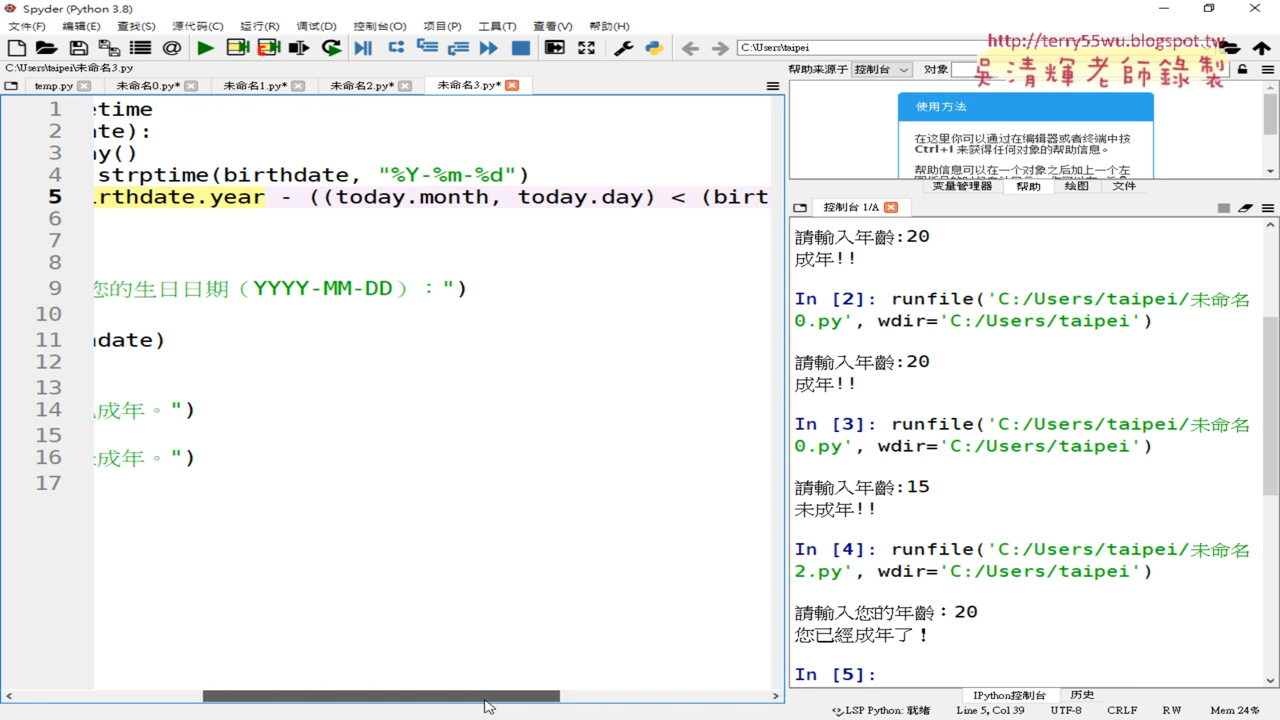 Spyder (Python 3.8)
文件(F) 编辑(E) 查找(S) 源代码(C) 运行(R) 调试(D) 控制台(O) 项目(P) 工具(T) 查看(V) 帮助(H)
C:\Users\taipei
http://terry55wu.blogspot.tw
吳清輝老師錄製
C:\Users\taipei\未命名3.py
帮助来源于 控制台 对象
temp.py 未命名0.py* 未命名1.py* 未命名2.py* 未命名3.py*
1 etime
2 ate):
3 ay()
4 strptime(birthdate, "%Y-%m-%d")
5 irthdate.year - ((today.month, today.day) < (birt
6
7
8
9 您的生日日期（YYYY-MM-DD）：")
10
11 hdate)
12
13
14 成年。")
15
16 成年。")
17
使用方法
在这里你可以通过在编辑器或者终端中按
Ctrl+I 来获得任何对象的帮助信息。
帮助信息可以在一个对象之后加上一个左
变量管理器 帮助 绘图 文件
控制台 1/A
請輸入年齡:20
成年!!
In [2]: runfile('C:/Users/taipei/未命名
0.py', wdir='C:/Users/taipei')
請輸入年齡:20
成年!!
In [3]: runfile('C:/Users/taipei/未命名
0.py', wdir='C:/Users/taipei')
請輸入年齡:15
未成年!!
In [4]: runfile('C:/Users/taipei/未命名
2.py', wdir='C:/Users/taipei')
請輸入您的年齡：20
您已經成年了！
In [5]:
IPython控制台 历史
LSP Python: 就绪 Line 5, Col 39 UTF-8 CRLF RW Mem 24%